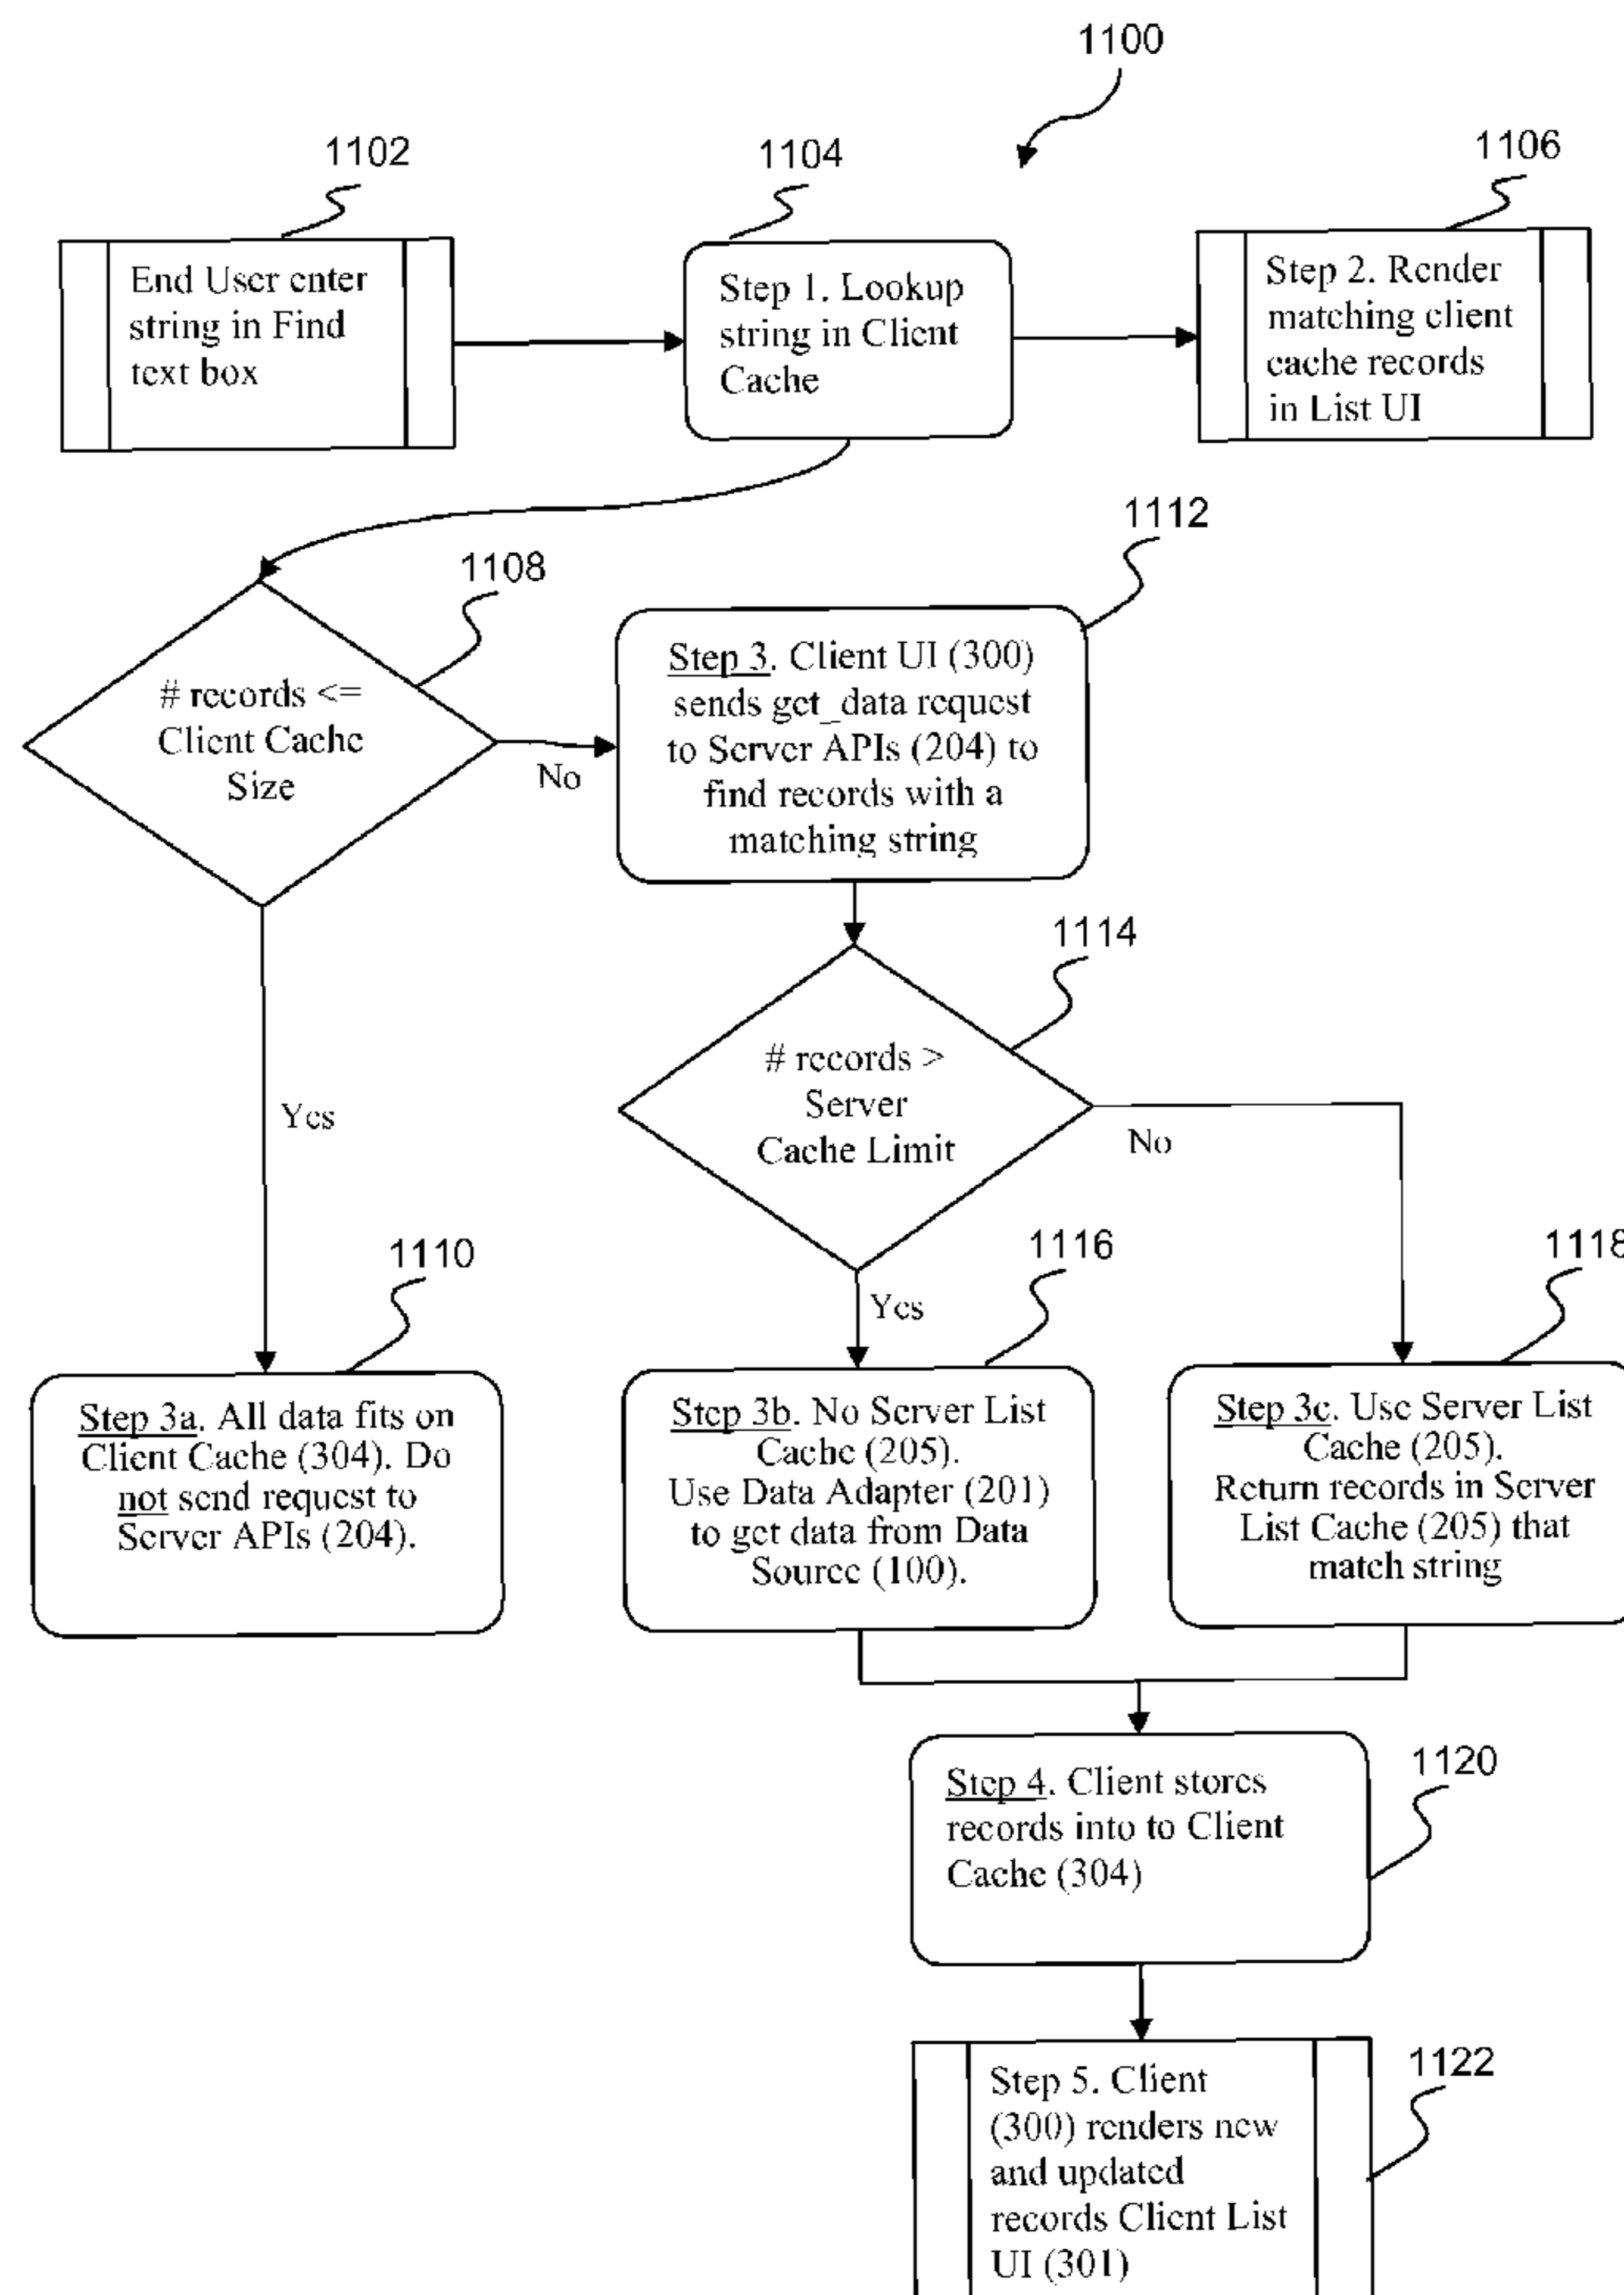 1100
1102
1104
1106
End User enter
string in Find
text box
Step 1. Lookup
string in Client
Cache
Step 2. Render
matching client
cache records
in List UI
1108
# records <=
Client Cache
Size
No
Yes
1112
Step 3. Client UI (300)
sends get_data request
to Server APIs (204) to
find records with a
matching string
1114
# records >
Server
Cache Limit
No
Yes
1110
Step 3a. All data fits on
Client Cache (304). Do
not send request to
Server APIs (204).
1116
Step 3b. No Server List
Cache (205).
Use Data Adapter (201)
to get data from Data
Source (100).
1118
Step 3c. Use Server List
Cache (205).
Return records in Server
List Cache (205) that
match string
1120
Step 4. Client stores
records into to Client
Cache (304)
1122
Step 5. Client
(300) renders new
and updated
records Client List
UI (301)